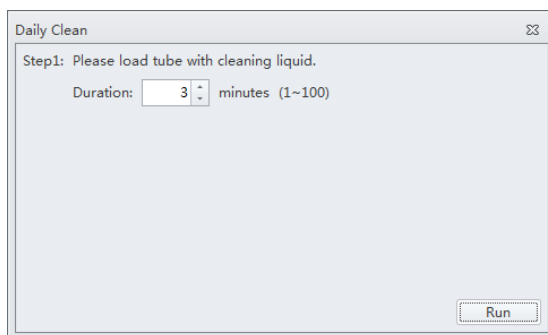 Daily Clean
Step1: Please load tube with cleaning liquid.
Duration: 3 minutes (1~100)
Run